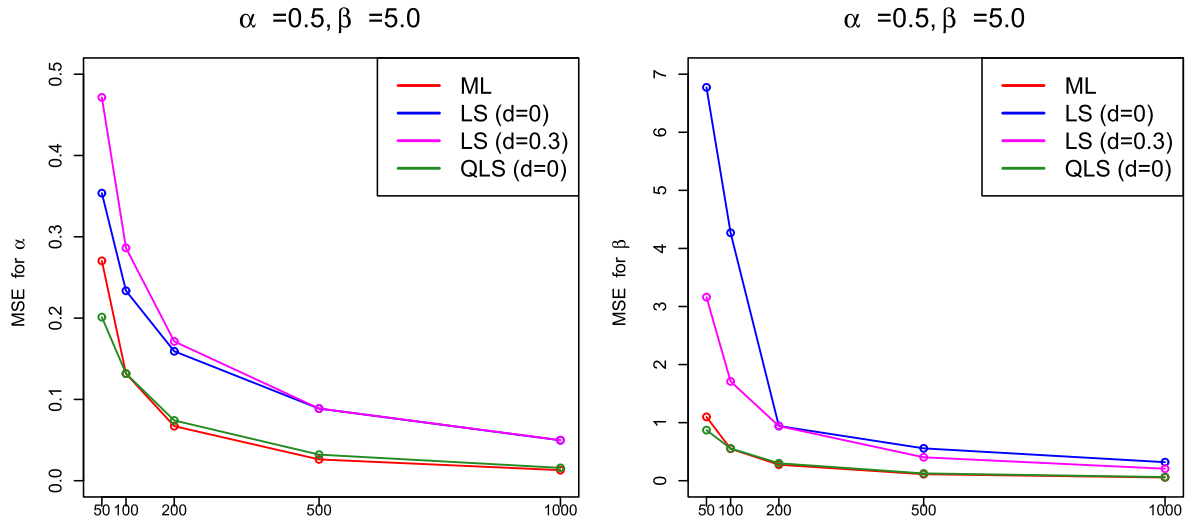 α =0.5, β =5.0
ML
LS (d=0)
LS (d=0.3)
QLS (d=0)
MSE for α
0.5
0.4
0.3
0.2
0.1
0.0
50 100 200 500 1000
α =0.5, β =5.0
ML
LS (d=0)
LS (d=0.3)
QLS (d=0)
MSE for β
7
6
5
4
3
2
1
0
50 100 200 500 1000